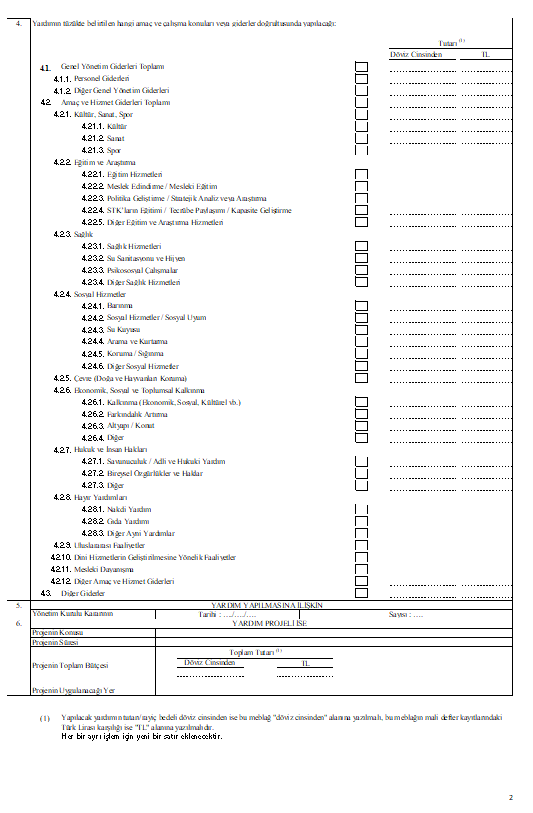 4. Yardımın tüzükte belirtilen hangi amaç ve çalışma konuları veya giderler doğrultusunda yapılacağı:
Tutarı (1)
Döviz Cinsinden TL
4.1. Genel Yönetim Giderleri Toplamı
4.1.1. Personel Giderleri
4.1.2. Diğer Genel Yönetim Giderleri
4.2. Amaç ve Hizmet Giderleri Toplamı
4.2.1. Kültür, Sanat, Spor
4.2.1.1. Kültür
4.2.1.2. Sanat
4.2.1.3. Spor
4.2.2. Eğitim ve Araştırma
4.2.2.1. Eğitim Hizmetleri
4.2.2.2. Meslek Edindirme / Mesleki Eğitim
4.2.2.3. Politika Geliştirme / Stratejik Analiz veya Araştırma
4.2.2.4. STK'ların Eğitimi / Tecrübe Paylaşımı / Kapasite Geliştirme
4.2.2.5. Diğer Eğitim ve Araştırma Hizmetleri
4.2.3. Sağlık
4.2.3.1. Sağlık Hizmetleri
4.2.3.2. Su Sanitasyonu ve Hijyen
4.2.3.3. Psikososyal Çalışmalar
4.2.3.4. Diğer Sağlık Hizmetleri
4.2.4. Sosyal Hizmetler
4.2.4.1. Barınma
4.2.4.2. Sosyal Hizmetler / Sosyal Uyum
4.2.4.3. Su Kuyusu
4.2.4.4. Arama ve Kurtarma
4.2.4.5. Koruma / Sığınma
4.2.4.6. Diğer Sosyal Hizmetler
4.2.5. Çevre (Doğa ve Hayvanları Koruma)
4.2.6. Ekonomik, Sosyal ve Toplumsal Kalkınma
4.2.6.1. Kalkınma (Ekonomik, Sosyal, Kültürel vb.)
4.2.6.2. Farkındalık Artırma
4.2.6.3. Altyapı / Konut
4.2.6.4. Diğer
4.2.7. Hukuk ve İnsan Hakları
4.2.7.1. Savunuculuk / Adli ve Hukuki Yardım
4.2.7.2. Bireysel Özgürlükler ve Haklar
4.2.7.3. Diğer
4.2.8. Hayır Yardımları
4.2.8.1. Nakdi Yardım
4.2.8.2. Gıda Yardımı
4.2.8.3. Diğer Ayni Yardımlar
4.2.9. Uluslararası Faaliyetler
4.2.10. Dini Hizmetlerin Geliştirilmesine Yönelik Faaliyetler
4.2.11. Mesleki Dayanışma
4.2.12. Diğer Amaç ve Hizmet Giderleri
4.3. Diğer Giderler
5. YARDIM YAPILMASINA İLİŞKİN
Yönetim Kurulu Kararının Tarihi : …./…./…. Sayısı : ….
6. YARDIM PROJELİ İSE
Projenin Konusu
Projenin Süresi
Toplam Tutarı (1)
Projenin Toplam Bütçesi Döviz Cinsinden TL
Projenin Uygulanacağı Yer
(1) Yapılacak yardımın tutarı/rayiç bedeli döviz cinsinden ise bu meblağ "döviz cinsinden" alanına yazılmalı, bu meblağın mali defter kayıtlarındaki
Türk Lirası karşılığı ise "TL" alanına yazılmalıdır.
Her bir ayrı işlem için yeni bir satır eklenecektir.
2